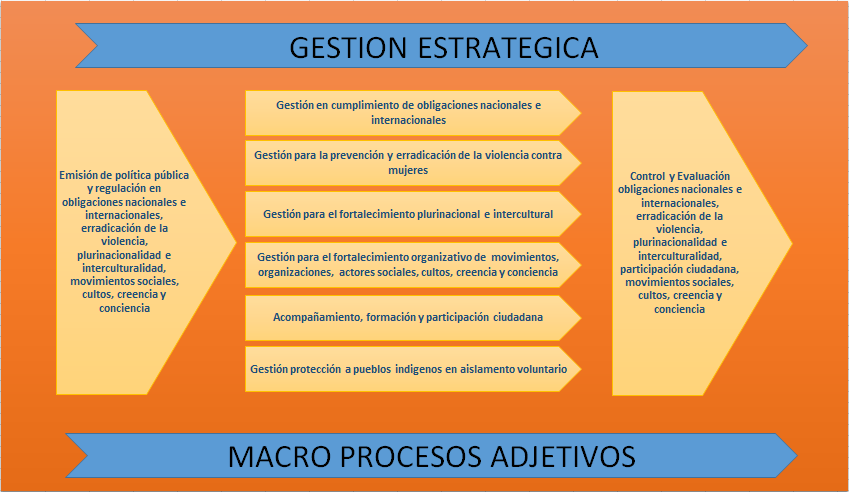 GESTION ESTRATEGICA
Emisión de política pública
y regulación en
obligaciones nacionales e
internacionales,
erradicación de la
violencia,
plurinacionalidad e
interculturalidad,
movimientos sociales,
cultos, creencia y
conciencia
Gestión en cumplimiento de obligaciones nacionales e
internacionales
Gestión para la prevención y erradicación de la violencia contra
mujeres
Gestión para el fortalecimiento plurinacional e intercultural
Gestión para el fortalecimiento organizativo de movimientos,
organizaciones, actores sociales, cultos, creencia y conciencia
Acompañamiento, formación y participación ciudadana
Gestión protección a pueblos indigenos en aislamento voluntario
Control y Evaluación
obligaciones nacionales e
internacionales,
erradicación de la
violencia,
plurinacionalidad e
interculturalidad,
participación ciudadana,
movimientos sociales,
cultos, creencia y
conciencia
MACRO PROCESOS ADJETIVOS